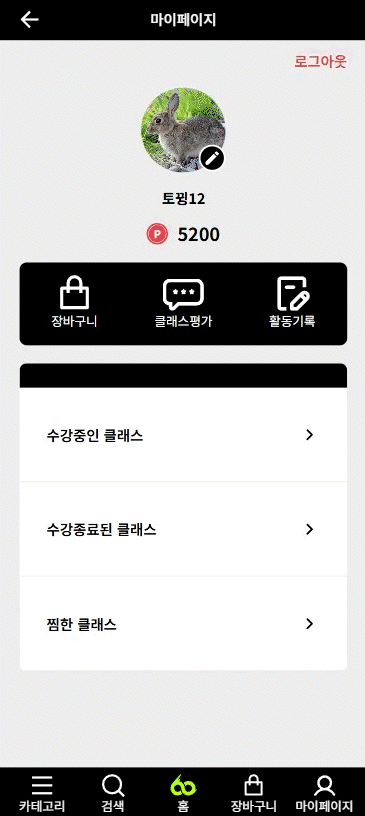 마이페이지
로그아웃
토끵12
P 5200
장바구니 클래스평가 활동기록
수강중인 클래스
수강종료된 클래스
찜한 클래스
카테고리 검색 홈 장바구니 마이페이지